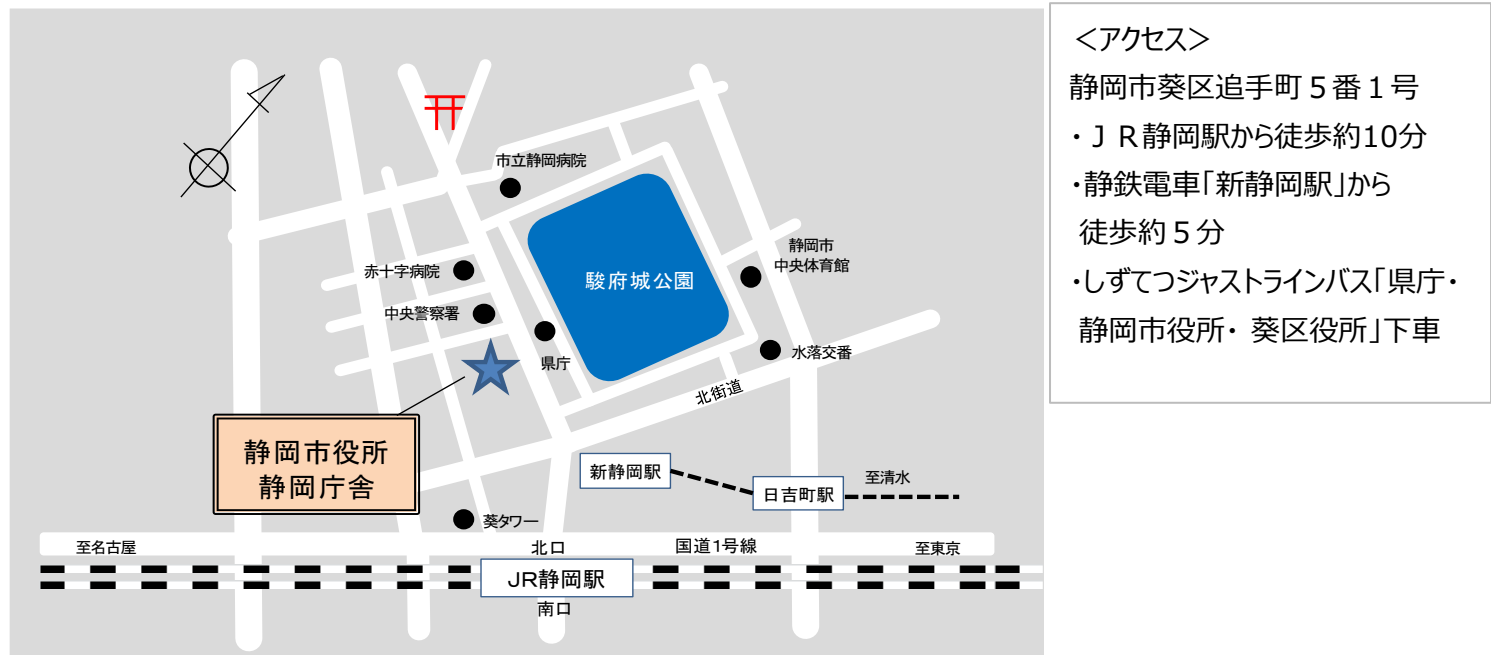 市立静岡病院
静岡市
中央体育館
赤十字病院
駿府城公園
中央警察署
県庁
水落交番
北街道
静岡市役所
静岡庁舎
新静岡駅
日吉町駅
至清水
葵タワー
至名古屋
北口
国道1号線
至東京
JR静岡駅
南口
＜アクセス＞
静岡市葵区追手町５番１号
・ＪＲ静岡駅から徒歩約10分
・静鉄電車「新静岡駅」から
徒歩約５分
・しずてつジャストラインバス「県庁・
静岡市役所・ 葵区役所」下車